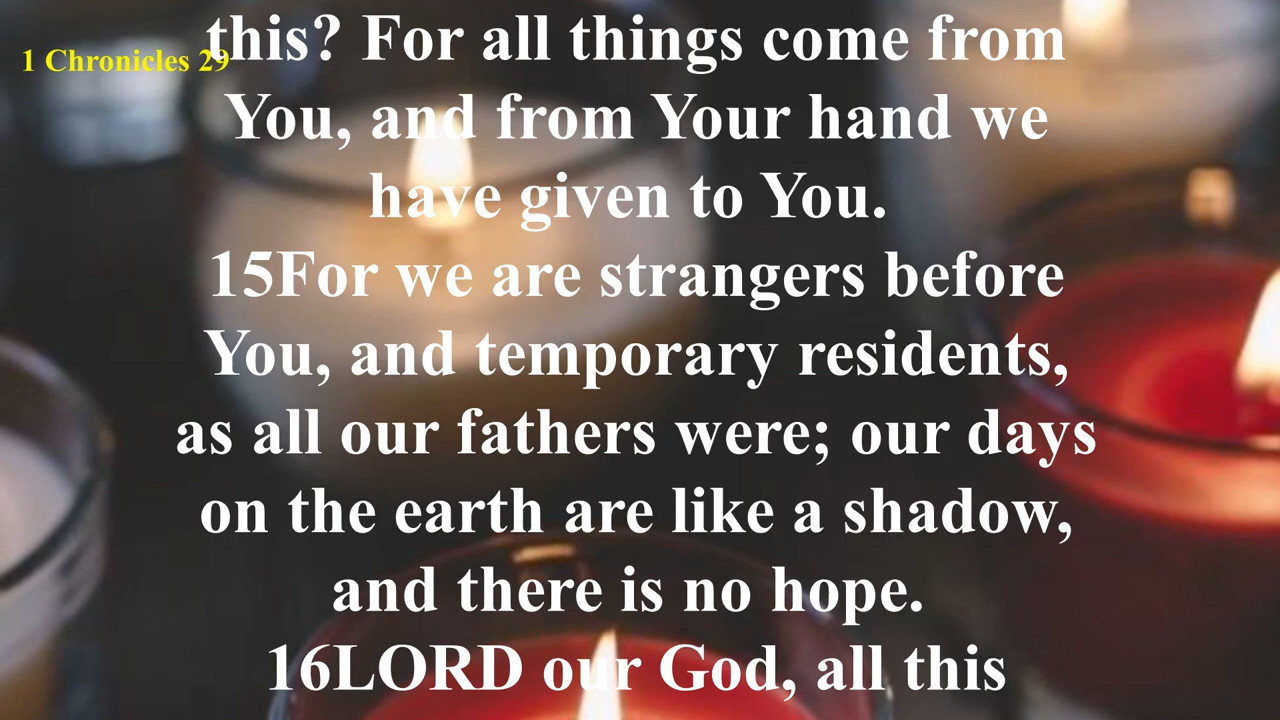 this? For all things come from
1 Chronicles 29
You, and from Your hand we
have given to You.
15For we are strangers before
You, and temporary residents,
as all our fathers were; our days
on the earth are like a shadow,
and there is no hope.
16LORD our God, all this